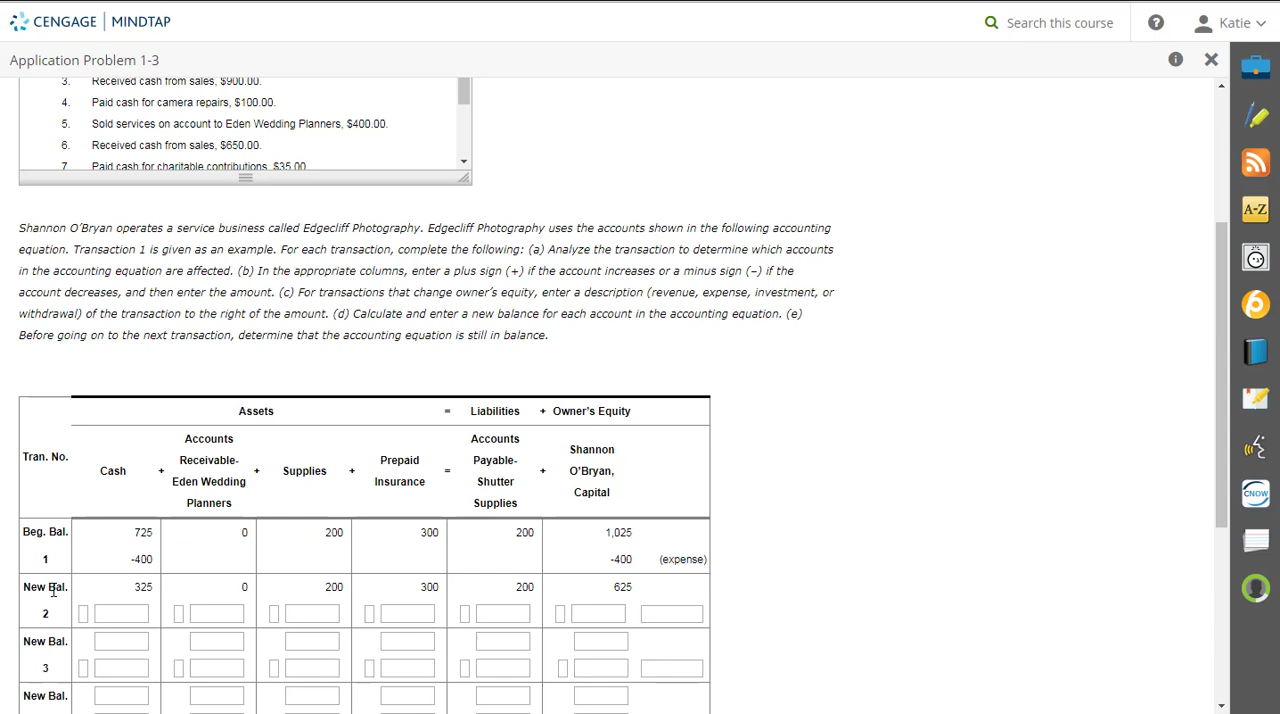 CENGAGE | MINDTAP
Search this course
? Katie
Application Problem 1-3
3. Received cash from sales, $900.00.
4. Paid cash for camera repairs, $100.00.
5. Sold services on account to Eden Wedding Planners, $400.00.
6. Received cash from sales, $650.00.
7. Paid cash for charitable contributions, $35.00
Shannon O'Bryan operates a service business called Edgecliff Photography. Edgecliff Photography uses the accounts shown in the following accounting
equation. Transaction 1 is given as an example. For each transaction, complete the following: (a) Analyze the transaction to determine which accounts
in the accounting equation are affected. (b) In the appropriate columns, enter a plus sign (+) if the account increases or a minus sign (–) if the
account decreases, and then enter the amount. (c) For transactions that change owner's equity, enter a description (revenue, expense, investment, or
withdrawal) of the transaction to the right of the amount. (d) Calculate and enter a new balance for each account in the accounting equation. (e)
Before going on to the next transaction, determine that the accounting equation is still in balance.
Assets = Liabilities + Owner's Equity
Tran. No.
Cash
+
Accounts
Receivable-
Eden Wedding
Planners
+
Supplies
+
Prepaid
Insurance
=
Accounts
Payable-
Shutter
Supplies
+
Shannon
O'Bryan,
Capital
Beg. Bal. 725 0 200 300 200 1,025
1 -400 -400 (expense)
New Bal. 325 0 200 300 200 625
2
New Bal.
3
New Bal.
A-Z
6
CNOW